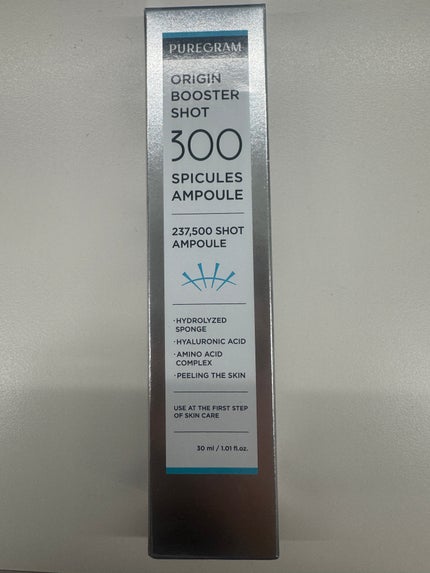 PUREGRAM
ORIGIN
BOOSTER
SHOT
300
SPICULES
AMPOULE
237,500 SHOT
AMPOULE
·HYDROLYZED
SPONGE
·HYALURONIC ACID
·AMINO ACID
COMPLEX
·PEELING THE SKIN
USE AT THE FIRST STEP
OF SKIN CARE
30 ml / 1.01 fl.oz.